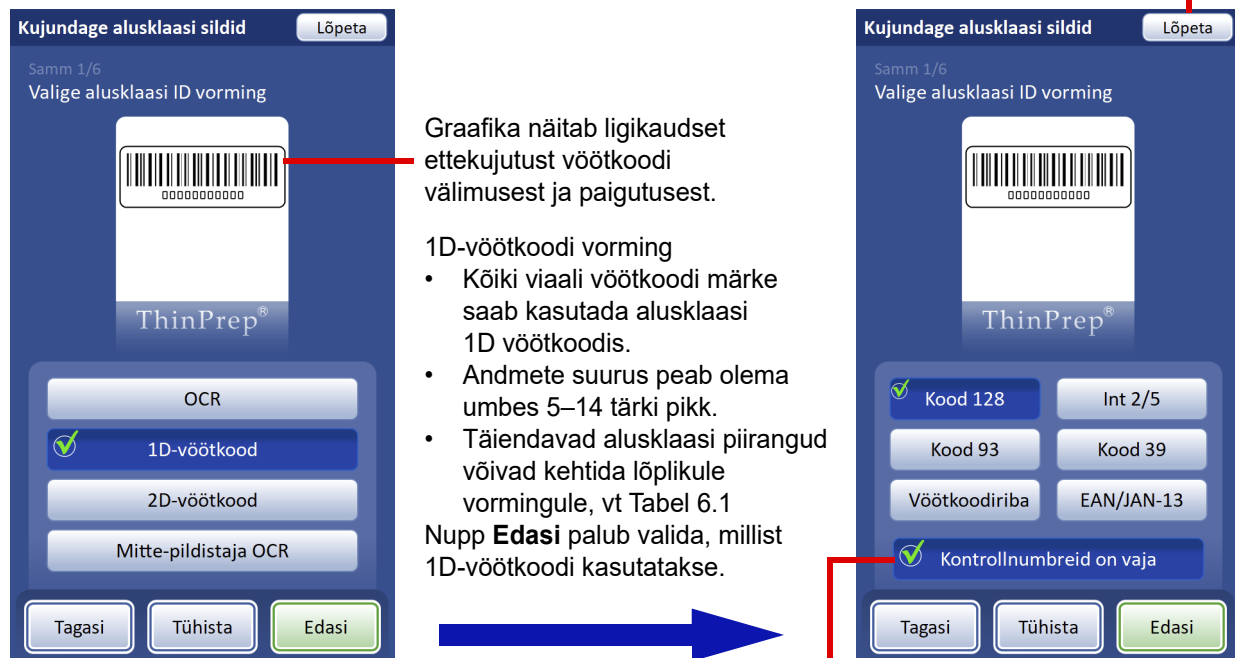 Kujundage alusklaasi sildid
Lõpeta
Samm 1/6
Valige alusklaasi ID vorming
00000000000
ThinPrep®
OCR
1D-vöötkood
2D-vöötkood
Mitte-pildistaja OCR
Tagasi
Tühista
Edasi
Graafika näitab ligikaudset
ettekujutust vöötkoodi
välimusest ja paigutusest.
1D-vöötkoodi vorming
• Kõiki viaali vöötkoodi märke
saab kasutada alusklaasi
1D vöötkoodis.
• Andmete suurus peab olema
umbes 5–14 tärki pikk.
• Täiendavad alusklaasi piirangud
võivad kehtida lõplikule
vormingule, vt Tabel 6.1
Nupp Edasi palub valida, millist
1D-vöötkoodi kasutatakse.
Kujundage alusklaasi sildid
Lõpeta
Samm 1/6
Valige alusklaasi ID vorming
00000000000
ThinPrep®
Kood 128
Int 2/5
Kood 93
Kood 39
Vöötkoodiriba
EAN/JAN-13
Kontrollnumbreid on vaja
Tagasi
Tühista
Edasi